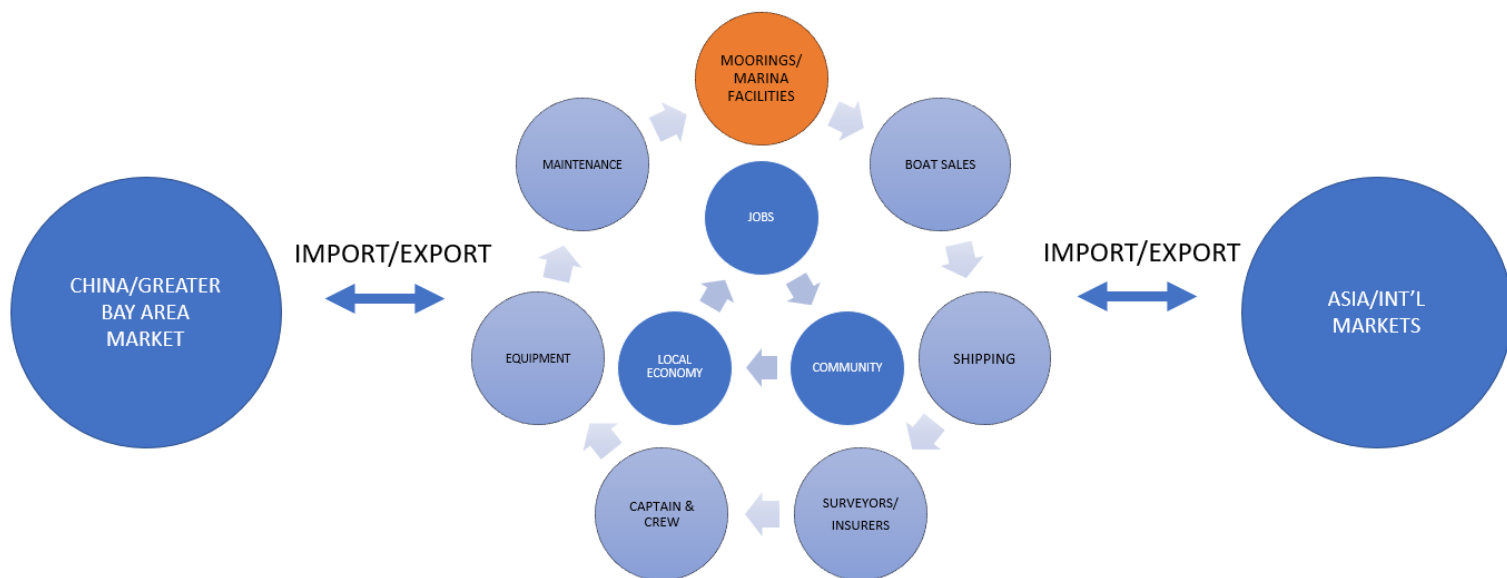 MOORINGS/
MARINA
FACILITIES
MAINTENANCE
BOAT SALES
JOBS
IMPORT/EXPORT
IMPORT/EXPORT
CHINA/GREATER
BAY AREA
MARKET
ASIA/INT'L
MARKETS
EQUIPMENT
LOCAL
ECONOMY
COMMUNITY
SHIPPING
CAPTAIN &
CREW
SURVEYORS/
INSURERS